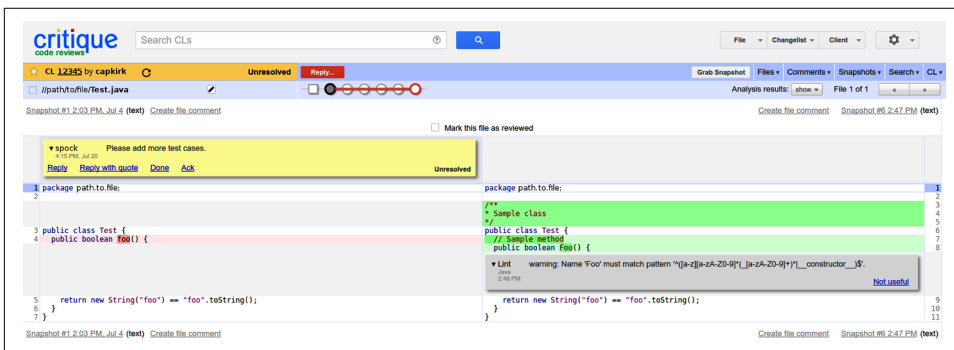 critique
code reviews
Search CLs
File Changelist Client
CL 12345 by capkirk Unresolved Reply... Grab Snapshot Files Comments Snapshots Search CL
//path/to/file/Test.java Analysis results: show File 1 of 1 « »
Snapshot #1 2:03 PM, Jul 4 (text) Create file comment Create file comment Snapshot #6 2:47 PM (text)
Mark this file as reviewed
spock Please add more test cases.
4:15 PM, Jul 20
Reply Reply with quote Done Ack Unresolved
1 package path.to.file; package path.to.file; 1
2 2
/** 3
* Sample class 4
*/ 5
3 public class Test { public class Test { 6
// Sample method 7
4 public boolean foo() { public boolean Foo() { 8
Lint warning: Name 'Foo' must match pattern '^([a-z][a-zA-Z0-9]*(_[a-zA-Z0-9]+)*|__constructor__)$'.
Java
2:48 PM
Not useful
5 return new String("foo") == "foo".toString(); return new String("foo") == "foo".toString(); 9
6 } } 10
7 } } 11
Snapshot #1 2:03 PM, Jul 4 (text) Create file comment Create file comment Snapshot #6 2:47 PM (text)